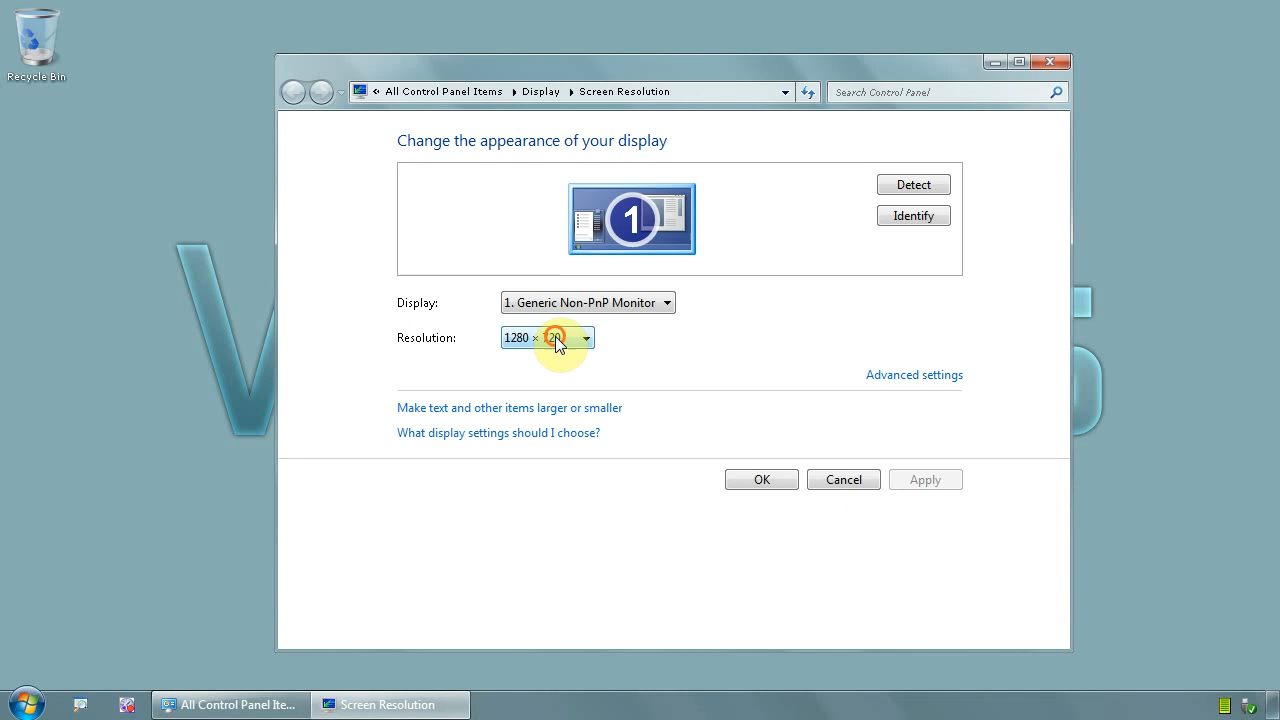 Recycle Bin
« All Control Panel Items ▸ Display ▸ Screen Resolution
Search Control Panel
Change the appearance of your display
1
Detect
Identify
Display:
1. Generic Non-PnP Monitor
Resolution:
1280 × 720
Advanced settings
Make text and other items larger or smaller
What display settings should I choose?
OK
Cancel
Apply
All Control Panel Ite...
Screen Resolution